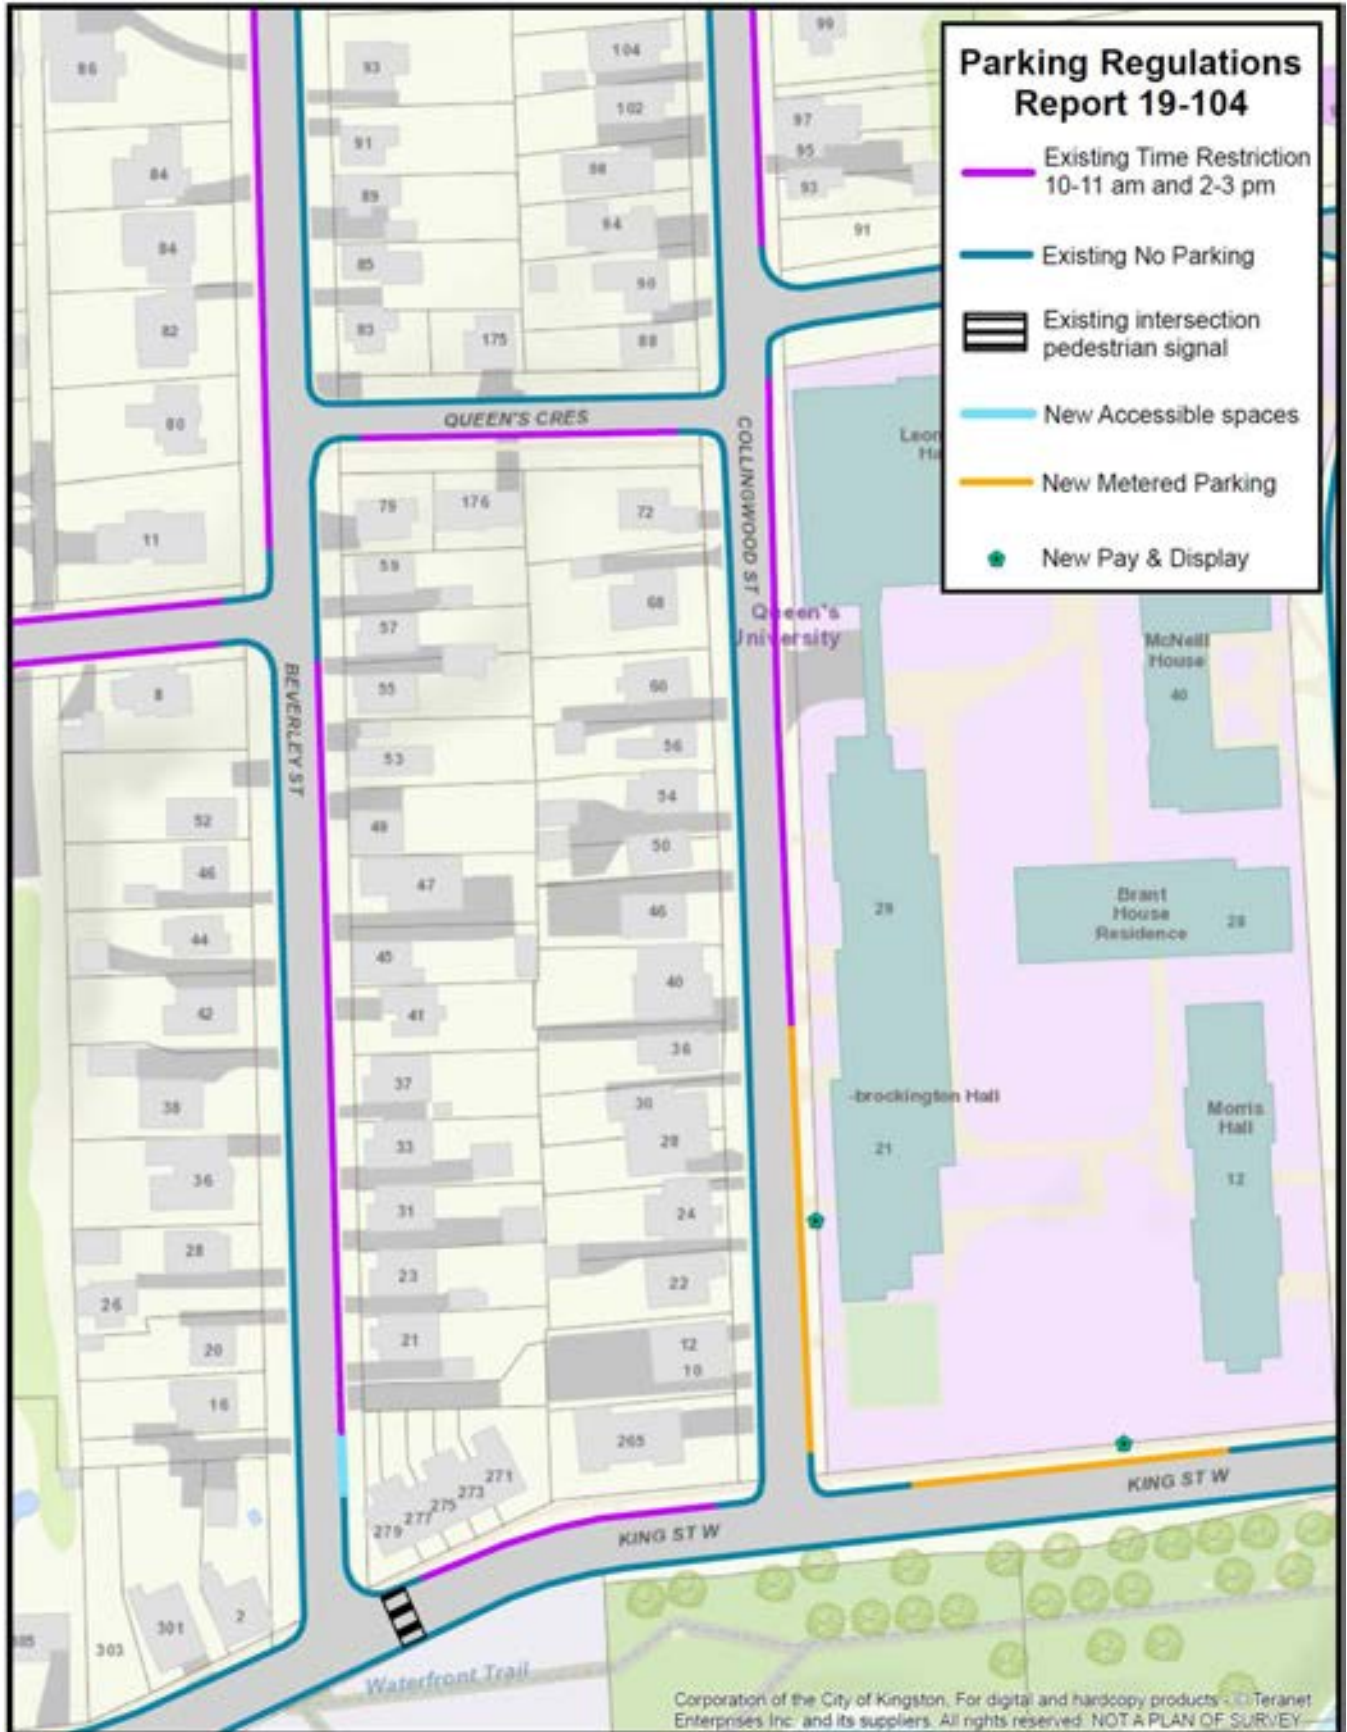 Parking Regulations
Report 19-104
Existing Time Restriction
10-11 am and 2-3 pm
Existing No Parking
Existing intersection
pedestrian signal
New Accessible spaces
New Metered Parking
New Pay & Display
86
93
104
99
102
97
91
95
84
98
93
89
94
91
84
85
90
82
83
175
88
QUEEN'S CRES
COLLINGWOOD ST
80
79
176
72
11
59
68
57
Queen's
University
McNeill
House
40
8
55
BEVERLEY ST
53
56
52
54
49
50
46
47
29
Brant
House
Residence
28
46
44
45
40
42
41
36
37
30
-brockington Hall
38
33
28
21
Morris
Hall
12
36
31
24
28
23
22
26
20
21
12
10
16
265
271
273
275
277
279
KING ST W
KING ST W
2
301
303
Waterfront Trail
Corporation of the City of Kingston. For digital and hardcopy products - © Teranet
Enterprises Inc. and its suppliers. All rights reserved. NOT A PLAN OF SURVEY